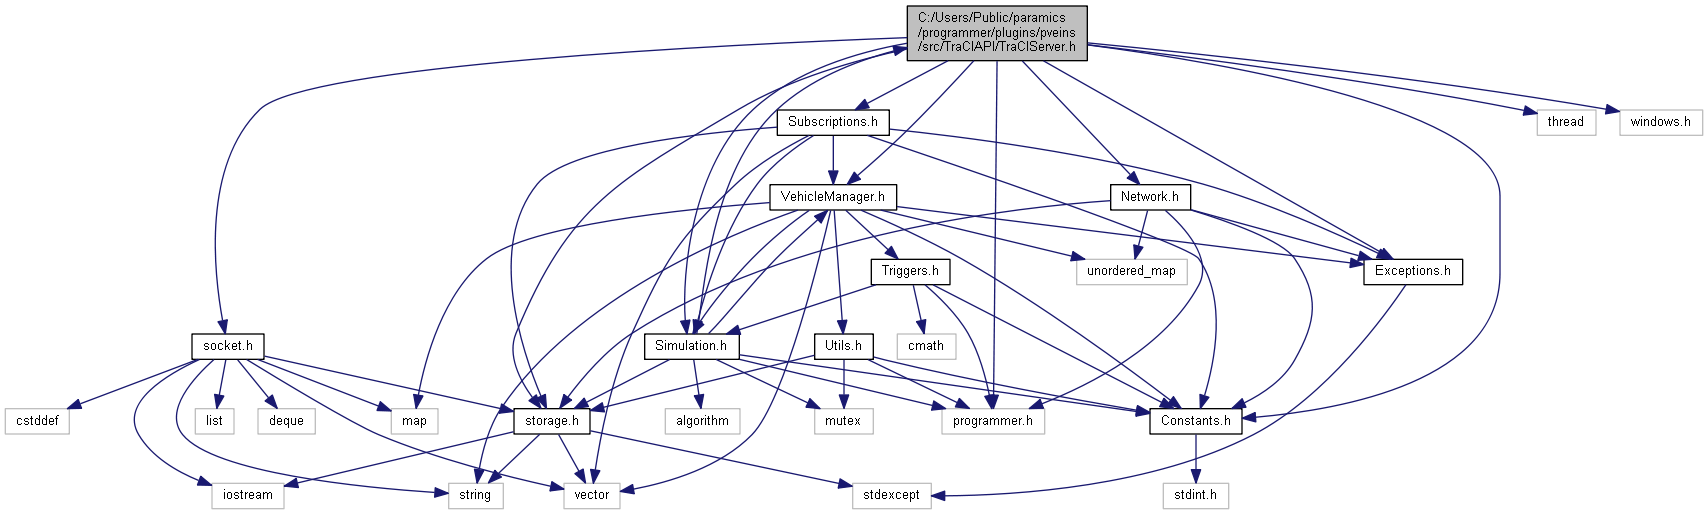 C:/Users/Public/paramics
/programmer/plugins/pveins
/src/TraCIAPI/TraCIServer.h
Subscriptions.h
thread
windows.h
VehicleManager.h
Network.h
Triggers.h
unordered_map
Exceptions.h
socket.h
Simulation.h
Utils.h
cmath
cstddef
list
deque
map
storage.h
algorithm
mutex
programmer.h
Constants.h
iostream
string
vector
stdexcept
stdint.h